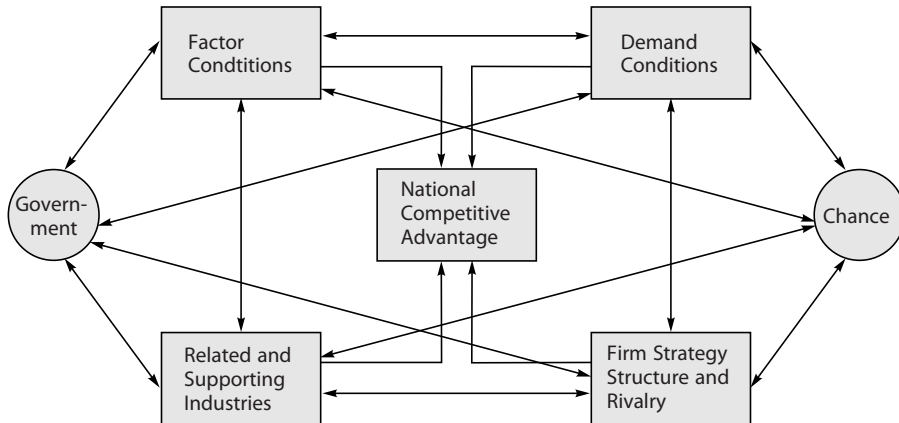 Factor
Condtitions
Demand
Conditions
Govern-
ment
National
Competitive
Advantage
Chance
Related and
Supporting
Industries
Firm Strategy
Structure and
Rivalry